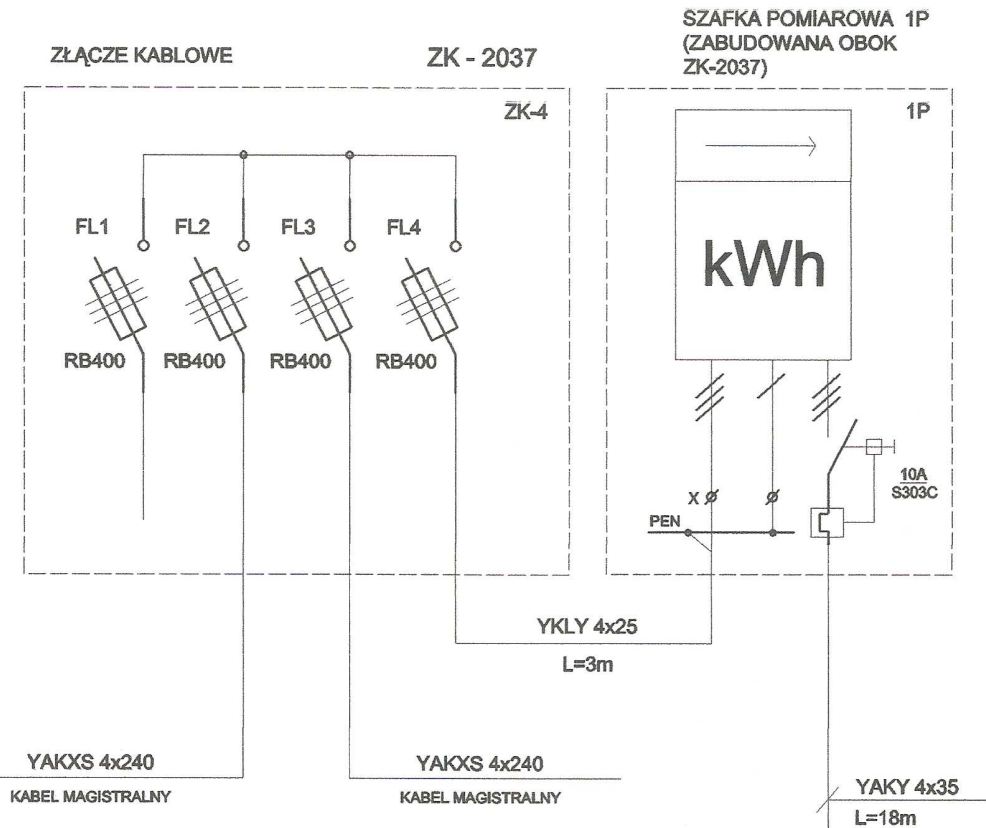 ZŁĄCZE KABLOWE
ZK - 2037
SZAFKA POMIAROWA 1P
(ZABUDOWANA OBOK
ZK-2037)
ZK-4
1P
FL1
FL2
FL3
FL4
kWh
RB400
RB400
RB400
RB400
10A
S303C
X
PEN
YKLY 4x25
L=3m
YAKXS 4x240
KABEL MAGISTRALNY
YAKXS 4x240
KABEL MAGISTRALNY
YAKY 4x35
L=18m